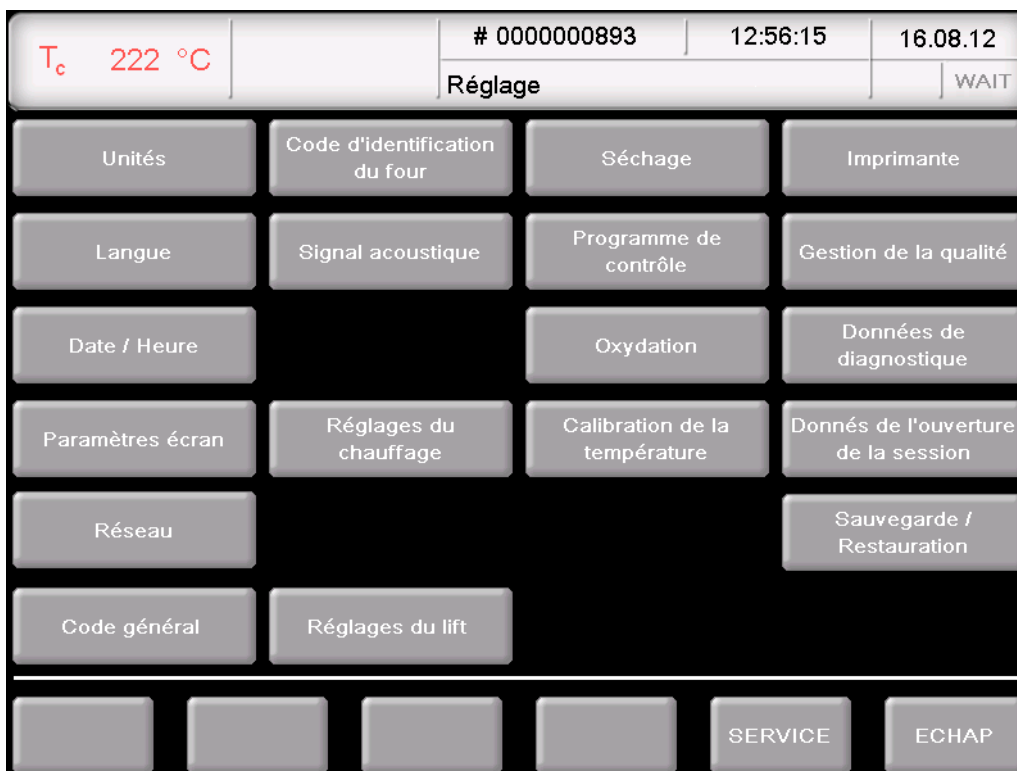 Tc 222 °C
# 0000000893 12:56:15 16.08.12
Réglage WAIT
Unités
Code d'identification
du four
Séchage
Imprimante
Langue
Signal acoustique
Programme de
contrôle
Gestion de la qualité
Date / Heure
Oxydation
Données de
diagnostique
Paramètres écran
Réglages du
chauffage
Calibration de la
température
Donnés de l'ouverture
de la session
Réseau
Sauvegarde /
Restauration
Code général
Réglages du lift
SERVICE
ECHAP